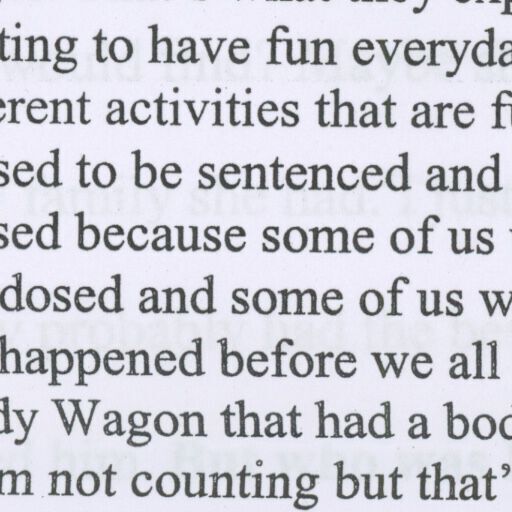 ting to have fun everyda
erent activities that are f
sed to be sentenced and
sed because some of us
dosed and some of us w
happened before we all
dy Wagon that had a bod
m not counting but that'